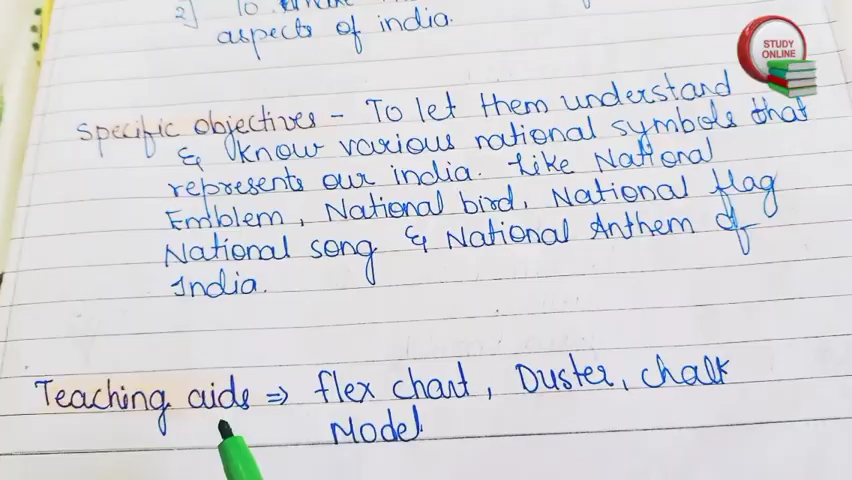 2] To
aspects of india.
STUDY
ONLINE
Specific objectives - To let them understand
& know various national symbols that
represents our india. Like National
Emblem, National bird, National flag
National song & National Anthem of
India.
Teaching aids ⇒ flex chart, Duster, chalk
Model.